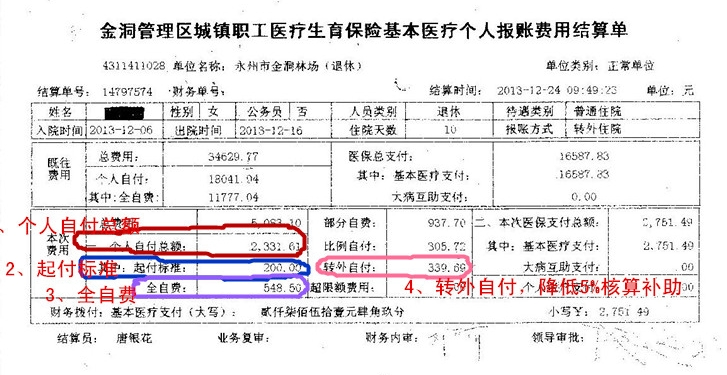 金洞管理区城镇职工医疗生育保险基本医疗个人报账费用结算单
4311411028 单位名称: 永州市金洞林场(退休) 单位类别: 正常单位
结算单号: 14797574 财务单号: 结算时间: 2013-12-24 09:49:23 单位: 元
姓名 性别 女 公务员 否 人员类别 退休 待遇类别 普通住院
入院时间 2013-12-06 出院时间 2013-12-16 住院天数 10 报账方式 转外住院
既往费用 总费用: 34629.77 医保总支付: 16587.83
个人自付: 18041.94 其中: 基本医疗支付: 16587.83
其中: 全自费: 11777.04 大病互助支付: 0.00
、个人自付总额
本次费用 5,083.10 部分自费: 937.70 二、本次医保支付总额: 2,751.49
一 个人自付总额: 2,331.61 比例自付: 305.72 其中: 基本医疗支付: 2,751.49
2、起付标准
其中: 起付标准: 200.00 转外自付: 339.69 大病互助支付: .00
3、全自费
全自费: 548.50 超限额费用:
4、转外自付,降低5%核算补助
财务拨付: 基本医疗支付(大写): 贰仟柒佰伍拾壹元肆角玖分 小写￥: 2,751.49
结算员: 唐银花 业务复审: 财务内审: 领导审批: